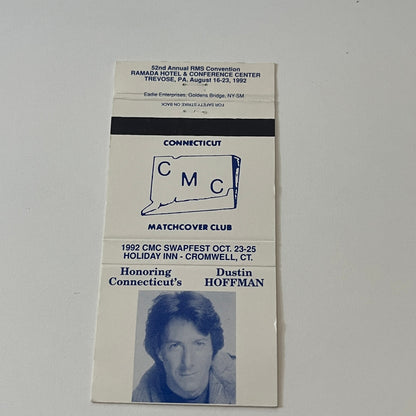 52nd Annual RMS Convention
RAMADA HOTEL & CONFERENCE CENTER
TREVOSE, PA. August 16-23, 1992
Eadie Enterprises, Goldens Bridge, NY-SM
FOR SAFETY STRIKE ON BACK
CONNECTICUT
C M C
MATCHCOVER CLUB
1992 CMC SWAPFEST OCT. 23-25
HOLIDAY INN - CROMWELL, CT.
Honoring Dustin
Connecticut's HOFFMAN